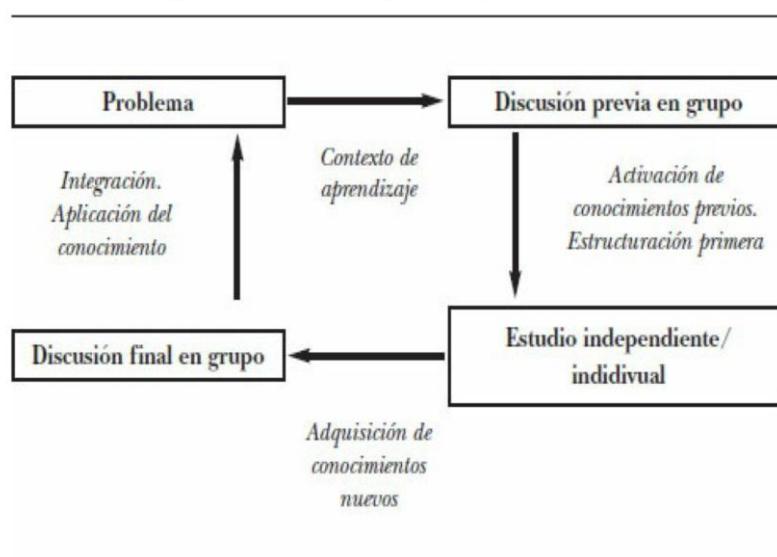 Problema
Discusión previa en grupo
Contexto de
aprendizaje
Integración.
Aplicación del
conocimiento
Activación de
conocimientos previos.
Estructuración primera
Discusión final en grupo
Estudio independiente/
indidivual
Adquisición de
conocimientos
nuevos